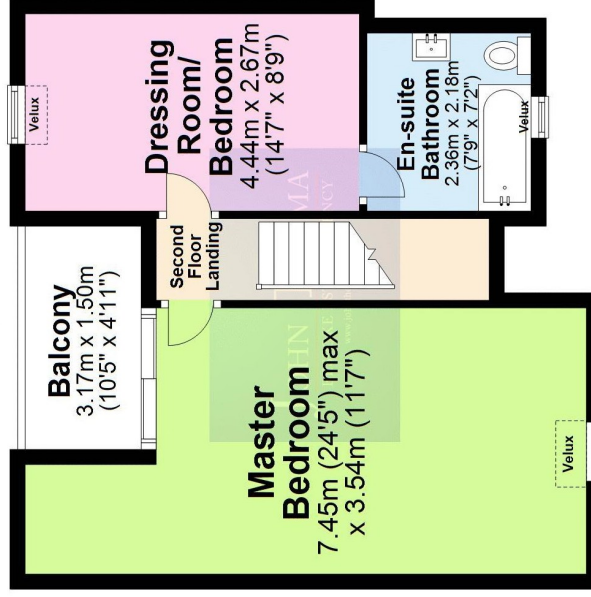 Dressing
Room/
Bedroom
4.44m x 2.67m
(14'7" x 8'9")
Velux
En-suite
Bathroom
2.36m x 2.18m
(7'9" x 7'2")
Velux
Second
Floor
Landing
Balcony
3.17m x 1.50m
(10'5" x 4'11")
Master
Bedroom
7.45m (24'5") max
x 3.54m (11'7")
Velux